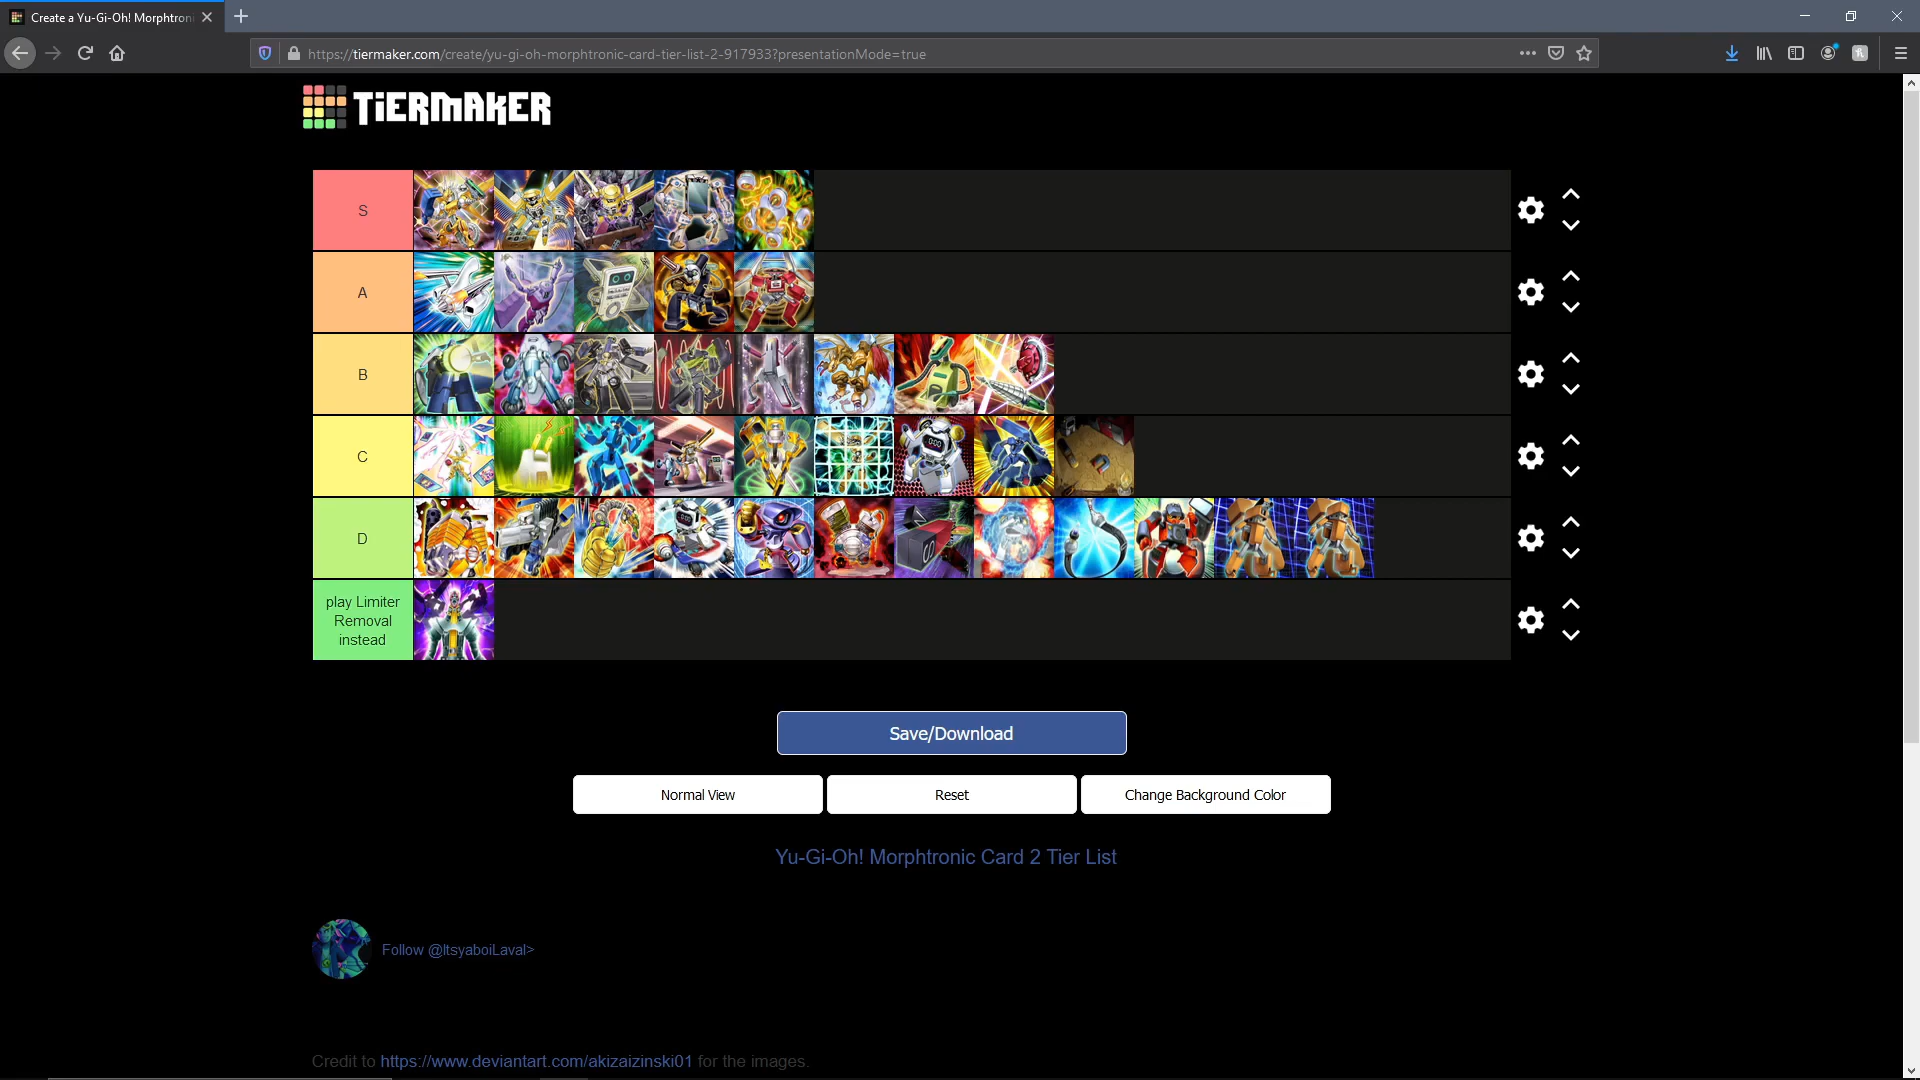 Create a Yu-Gi-Oh! Morphtroni
https://tiermaker.com/create/yu-gi-oh-morphtronic-card-tier-list-2-917933?presentationMode=true
TIERMAKER
S
A
B
C
D
play Limiter
Removal
instead
Save/Download
Normal View
Reset
Change Background Color
Yu-Gi-Oh! Morphtronic Card 2 Tier List
Follow @ItsyaboiLaval>
Credit to https://www.deviantart.com/akizaizinski01 for the images.